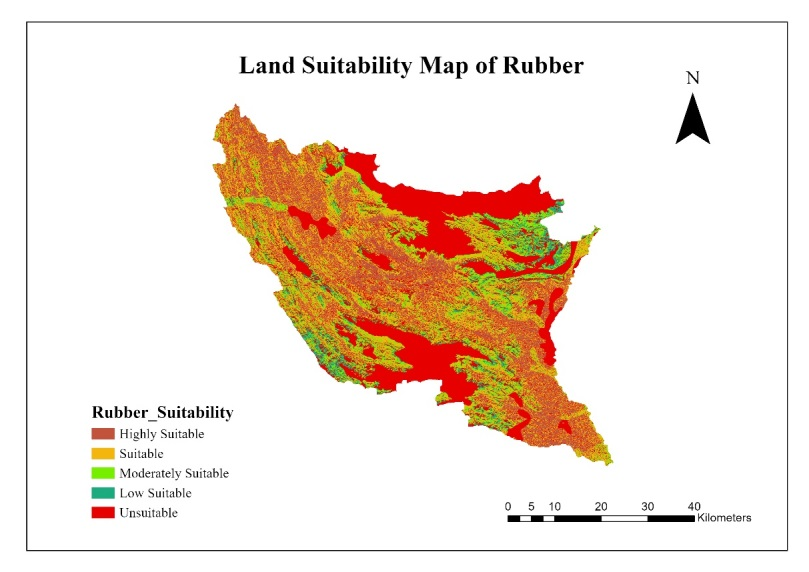 Land Suitability Map of Rubber
N
Rubber_Suitability
Highly Suitable
Suitable
Moderately Suitable
Low Suitable
Unsuitable
0 5 10 20 30 40
Kilometers